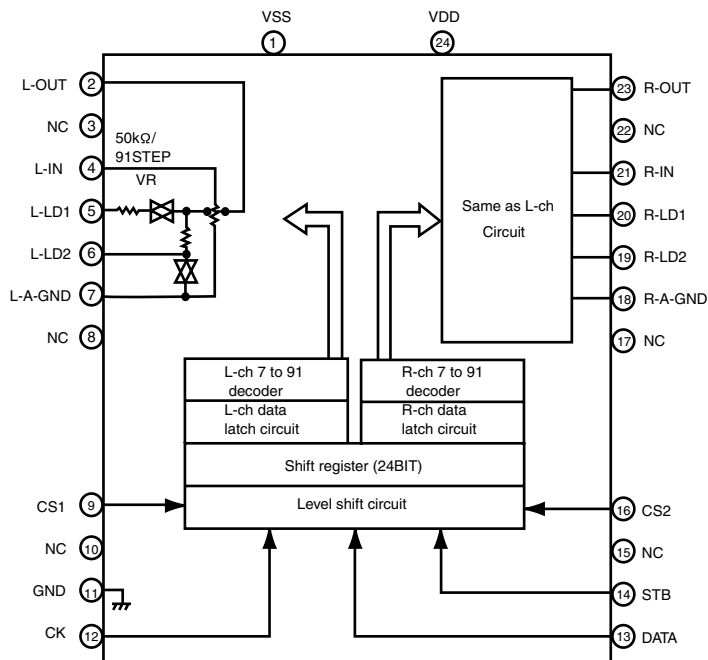 VSS VDD
1 24
L-OUT 2
23 R-OUT
NC 3
22 NC
50kΩ/
91STEP
VR
L-IN 4
21 R-IN
L-LD1 5
20 R-LD1
Same as L-ch
Circuit
L-LD2 6
19 R-LD2
L-A-GND 7
18 R-A-GND
NC 8
17 NC
L-ch 7 to 91
decoder
R-ch 7 to 91
decoder
L-ch data
latch circuit
R-ch data
latch circuit
Shift register (24BIT)
Level shift circuit
CS1 9
16 CS2
NC 10
15 NC
GND 11
14 STB
CK 12
13 DATA